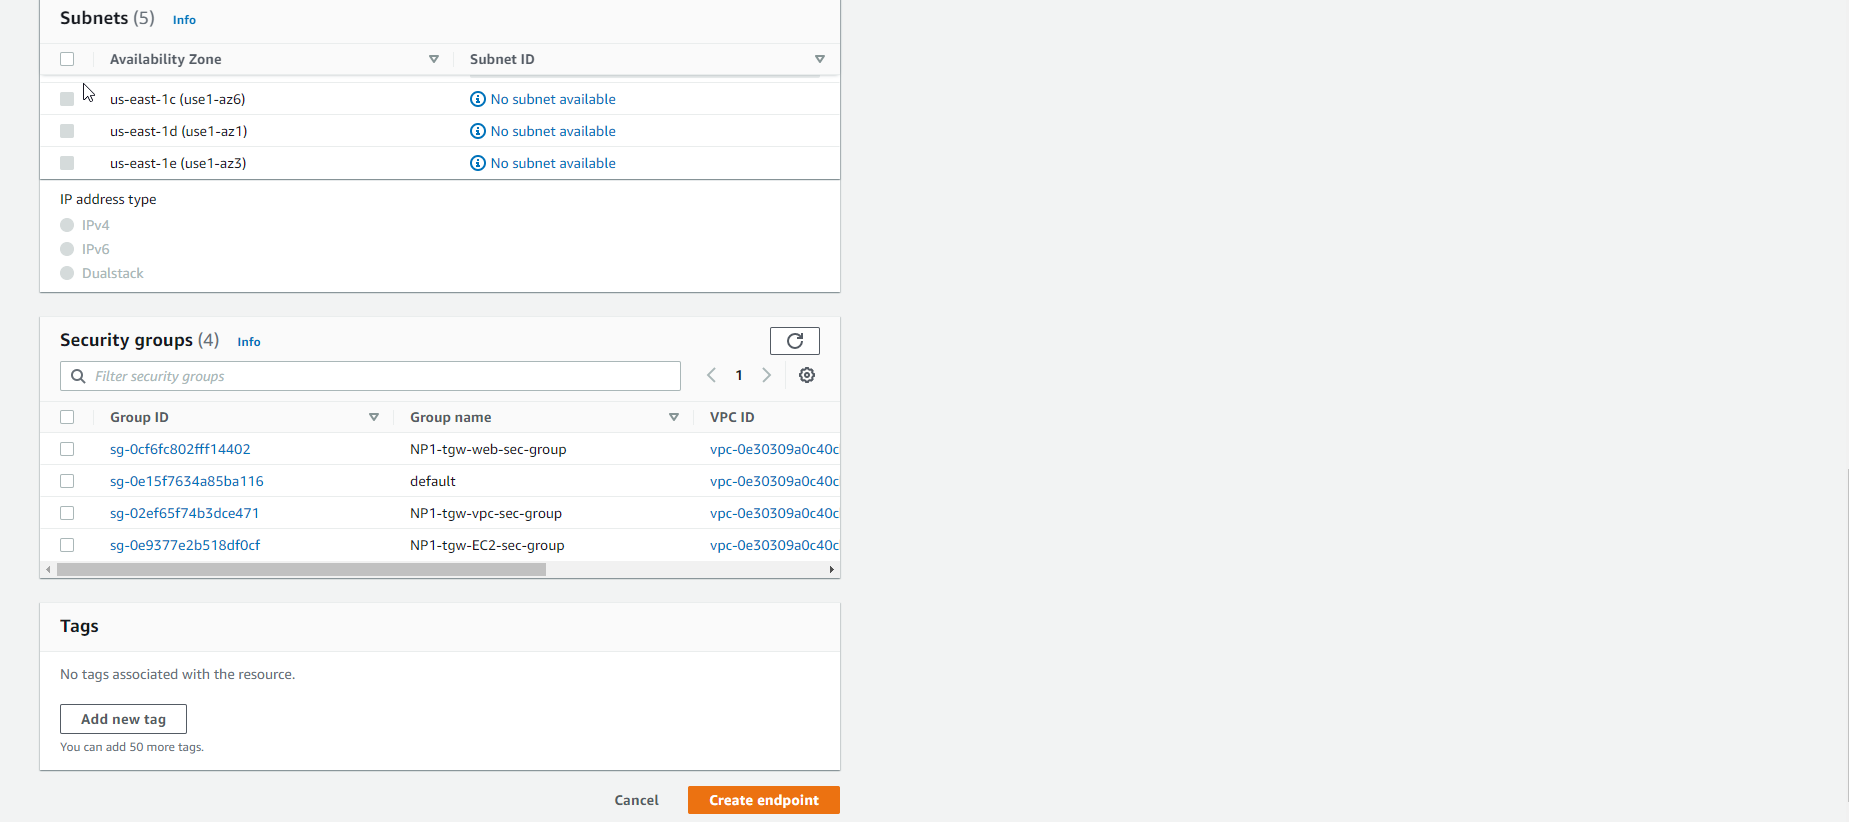 Subnets (5) Info
Availability Zone Subnet ID
us-east-1c (use1-az6) No subnet available
us-east-1d (use1-az1) No subnet available
us-east-1e (use1-az3) No subnet available
IP address type
IPv4
IPv6
Dualstack
Security groups (4) Info
Filter security groups 1
Group ID Group name VPC ID
sg-0cf6fc802fff14402 NP1-tgw-web-sec-group vpc-0e30309a0c40c
sg-0e15f7634a85ba116 default vpc-0e30309a0c40c
sg-02ef65f74b3dce471 NP1-tgw-vpc-sec-group vpc-0e30309a0c40c
sg-0e9377e2b518df0cf NP1-tgw-EC2-sec-group vpc-0e30309a0c40c
Tags
No tags associated with the resource.
Add new tag
You can add 50 more tags.
Cancel Create endpoint